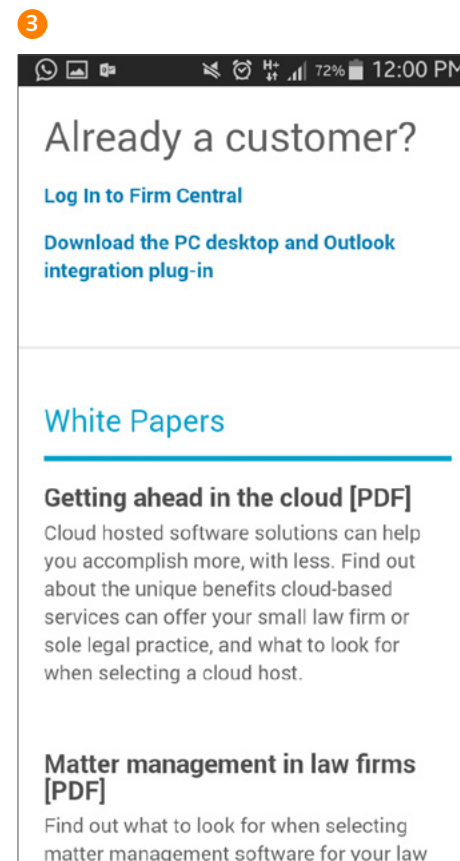 3
72% 12:00 PM
Already a customer?
Log In to Firm Central
Download the PC desktop and Outlook
integration plug-in
White Papers
Getting ahead in the cloud [PDF]
Cloud hosted software solutions can help
you accomplish more, with less. Find out
about the unique benefits cloud-based
services can offer your small law firm or
sole legal practice, and what to look for
when selecting a cloud host.
Matter management in law firms
[PDF]
Find out what to look for when selecting
matter management software for your law